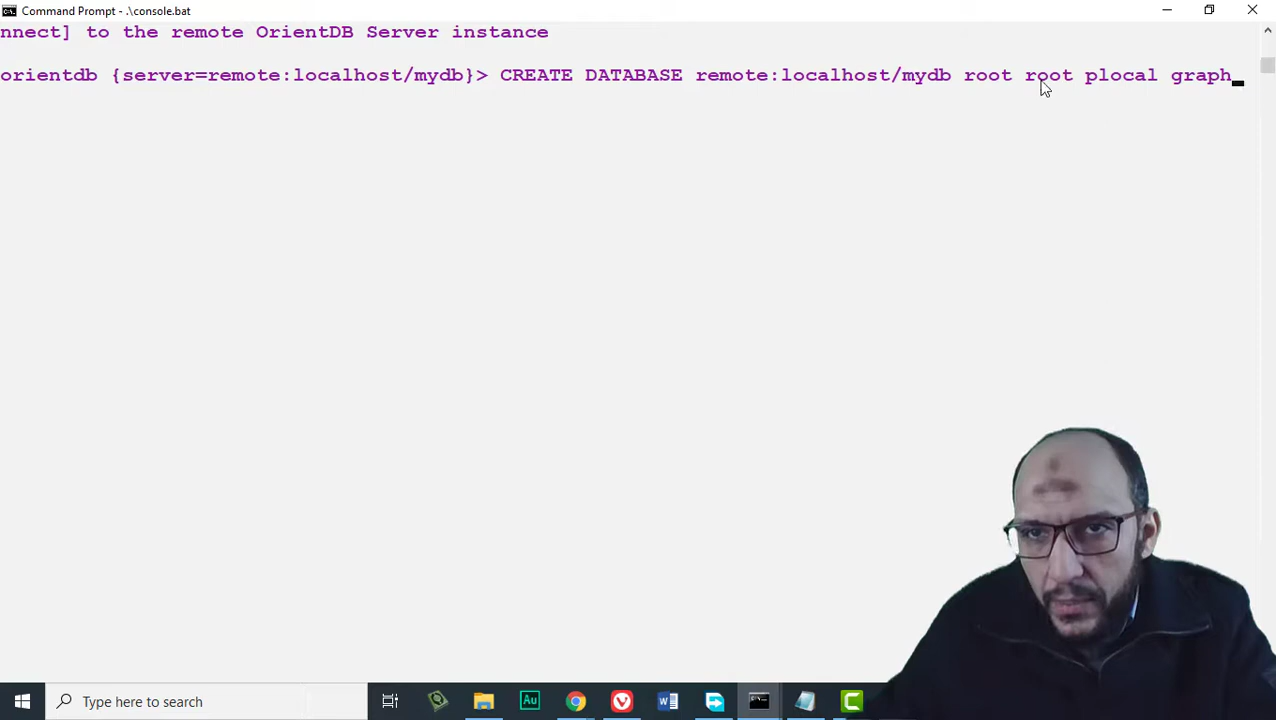 Command Prompt - .\console.bat
nnect] to the remote OrientDB Server instance
orientdb {server=remote:localhost/mydb}> CREATE DATABASE remote:localhost/mydb root root plocal graph
Type here to search
Au
W
C:\
C